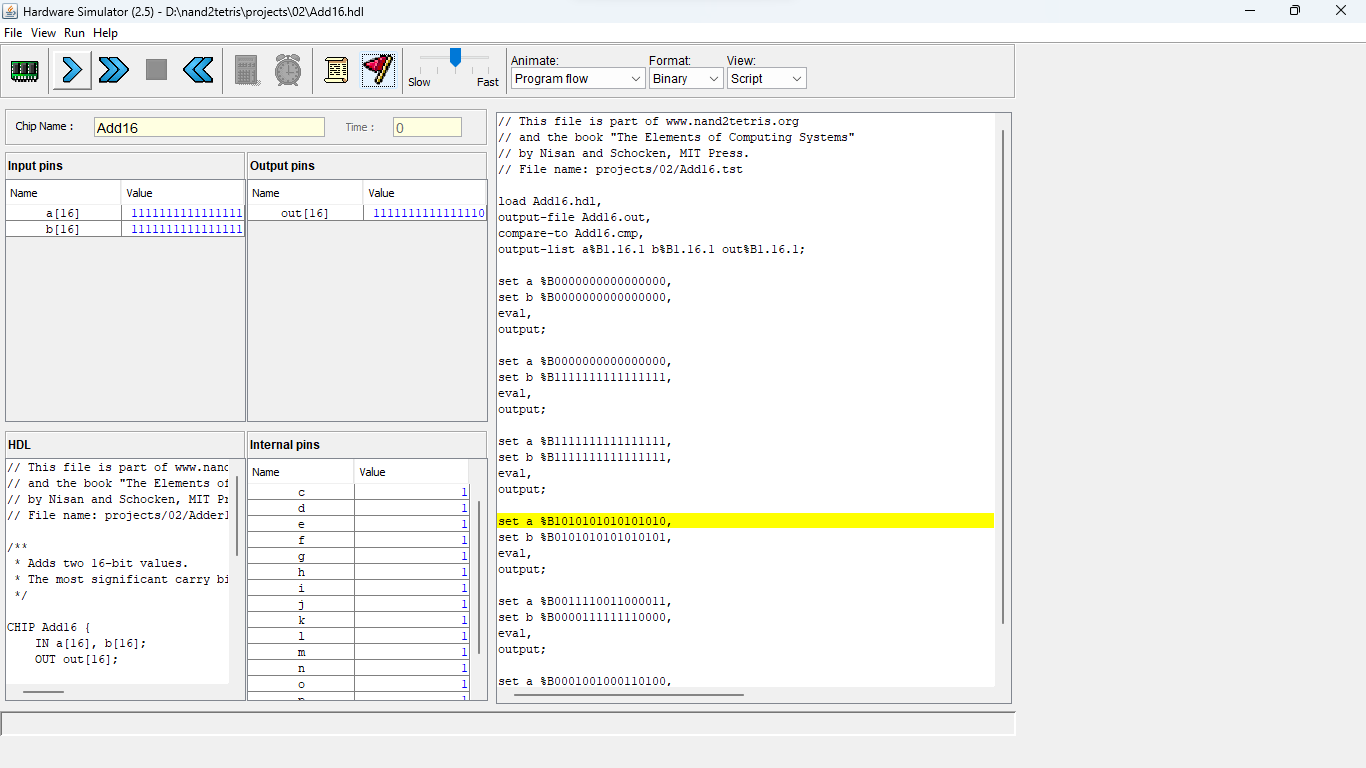 Hardware Simulator (2.5) - D:\nand2tetris\projects\02\Add16.hdl
File View Run Help
Slow Fast
Animate: Format: View:
Program flow Binary Script
Chip Name : Add16 Time : 0
Input pins
Name Value
a[16] 1111111111111111
b[16] 1111111111111111
Output pins
Name Value
out[16] 1111111111111110
HDL
// This file is part of www.nand
// and the book "The Elements of
// by Nisan and Schocken, MIT Pr
// File name: projects/02/Adder1
/**
* Adds two 16-bit values.
* The most significant carry bi
*/
CHIP Add16 {
IN a[16], b[16];
OUT out[16];
Internal pins
Name Value
c 1
d 1
e 1
f 1
g 1
h 1
i 1
j 1
k 1
l 1
m 1
n 1
o 1
// This file is part of www.nand2tetris.org
// and the book "The Elements of Computing Systems"
// by Nisan and Schocken, MIT Press.
// File name: projects/02/Add16.tst
load Add16.hdl,
output-file Add16.out,
compare-to Add16.cmp,
output-list a%B1.16.1 b%B1.16.1 out%B1.16.1;
set a %B0000000000000000,
set b %B0000000000000000,
eval,
output;
set a %B0000000000000000,
set b %B1111111111111111,
eval,
output;
set a %B1111111111111111,
set b %B1111111111111111,
eval,
output;
set a %B1010101010101010,
set b %B0101010101010101,
eval,
output;
set a %B0011110011000011,
set b %B0000111111110000,
eval,
output;
set a %B0001001000110100,